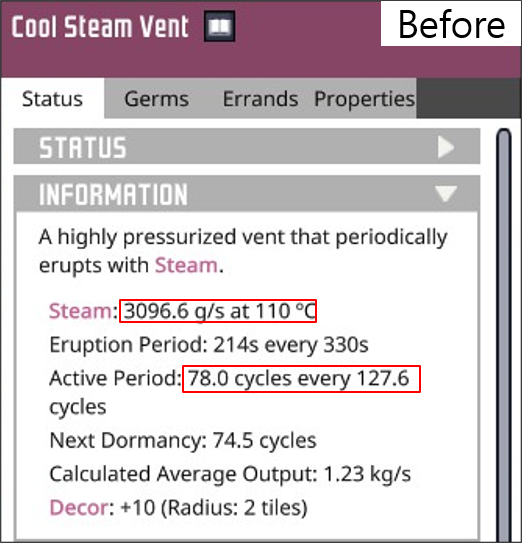 Cool Steam Vent
Before
Status Germs Errands Properties
STATUS
INFORMATION
A highly pressurized vent that periodically
erupts with Steam.
Steam: 3096.6 g/s at 110 °C
Eruption Period: 214s every 330s
Active Period: 78.0 cycles every 127.6
cycles
Next Dormancy: 74.5 cycles
Calculated Average Output: 1.23 kg/s
Decor: +10 (Radius: 2 tiles)